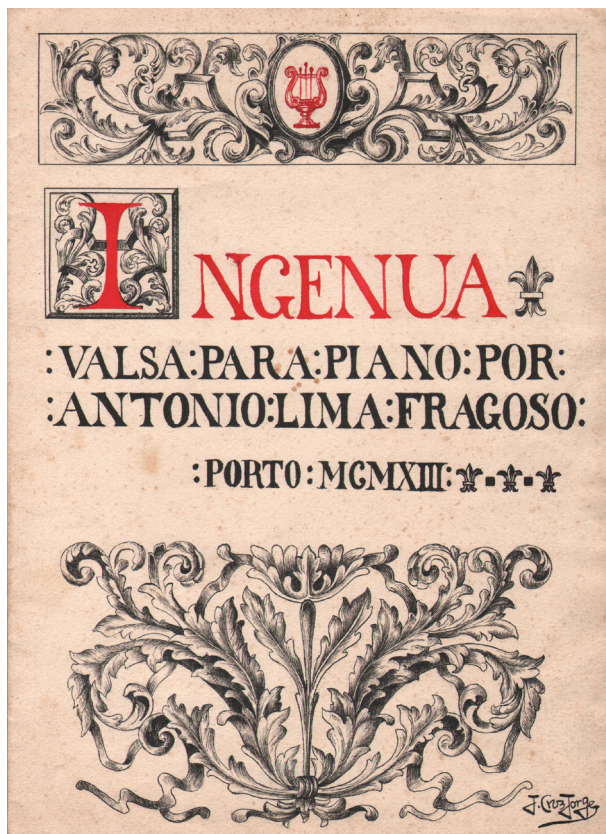 INGENUA
:VALSA:PARA:PIANO:POR:
:ANTONIO:LIMA:FRAGOSO:
:PORTO:MCMXIII:
J. Cruz Jorge